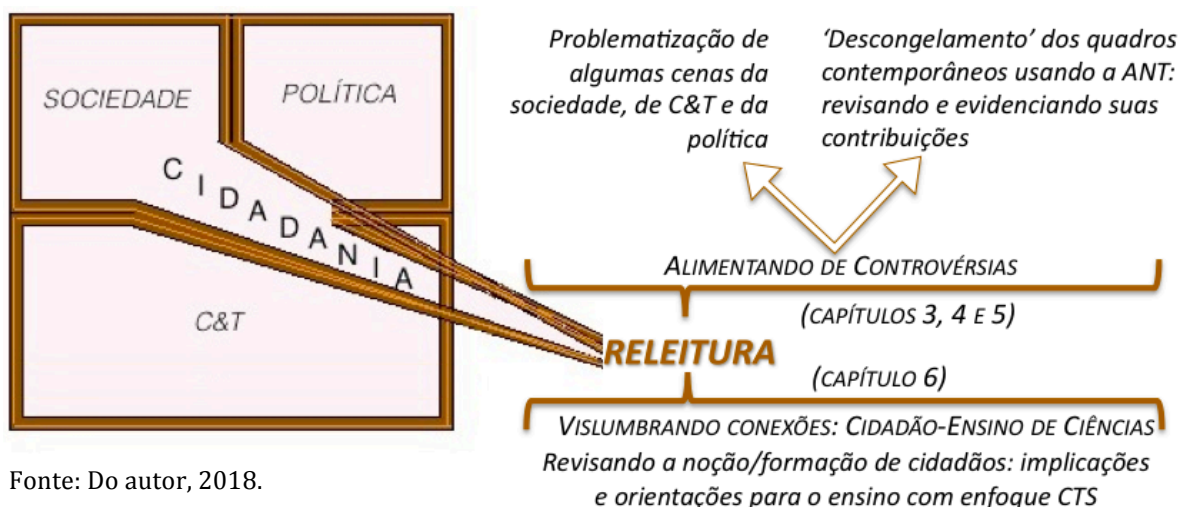 SOCIEDADE
POLÍTICA
CIDADANIA
C&T
Problematização de
algumas cenas da
sociedade, de C&T e da
política
‘Descongelamento’ dos quadros
contemporâneos usando a ANT:
revisando e evidenciando suas
contribuições
ALIMENTANDO DE CONTROVÉRSIAS
(CAPÍTULOS 3, 4 E 5)
RELEITURA
(CAPÍTULO 6)
VISLUMBRANDO CONEXÕES: CIDADÃO-ENSINO DE CIÊNCIAS
Revisando a noção/formação de cidadãos: implicações
e orientações para o ensino com enfoque CTS
Fonte: Do autor, 2018.